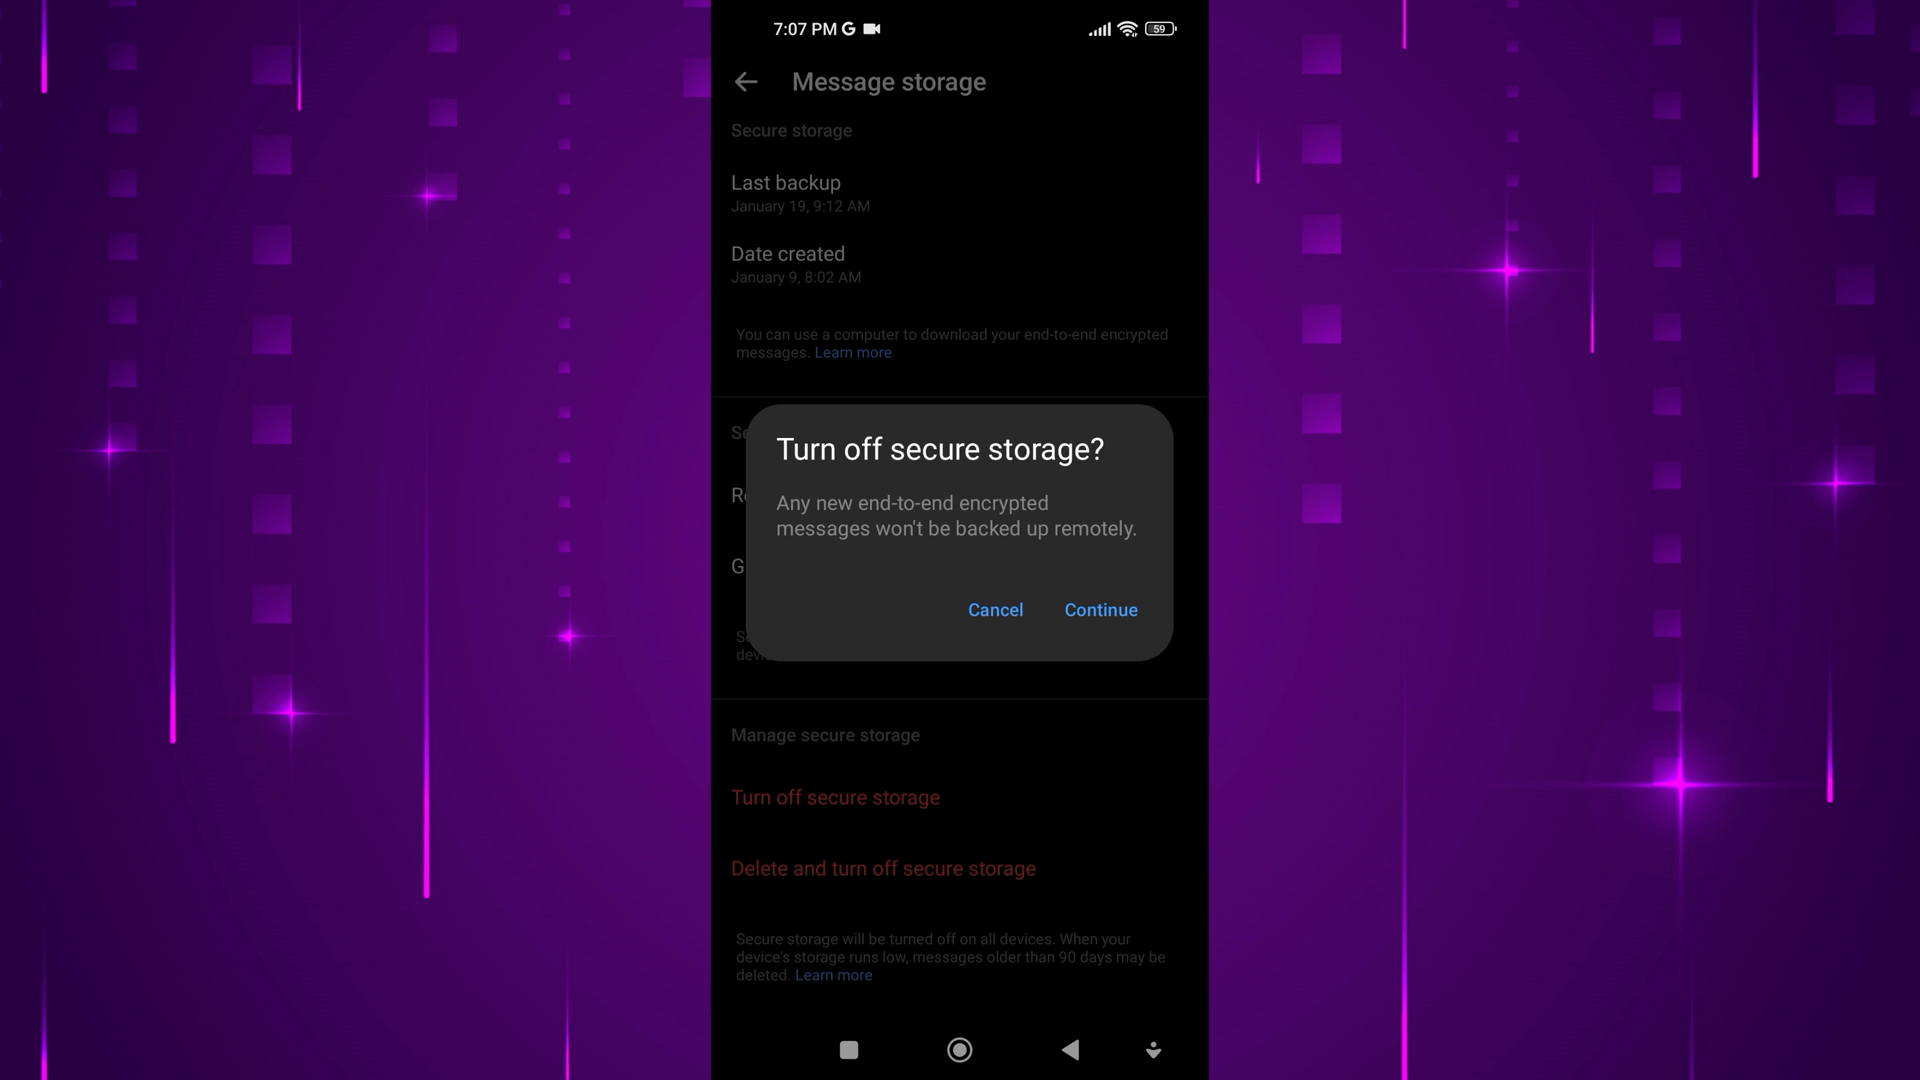 7:07 PM G
59
Message storage
Secure storage
Last backup
January 19, 9:12 AM
Date created
January 9, 8:02 AM
You can use a computer to download your end-to-end encrypted
messages. Learn more
Turn off secure storage?
Any new end-to-end encrypted
messages won't be backed up remotely.
Cancel Continue
Manage secure storage
Turn off secure storage
Delete and turn off secure storage
Secure storage will be turned off on all devices. When your
device's storage runs low, messages older than 90 days may be
deleted. Learn more